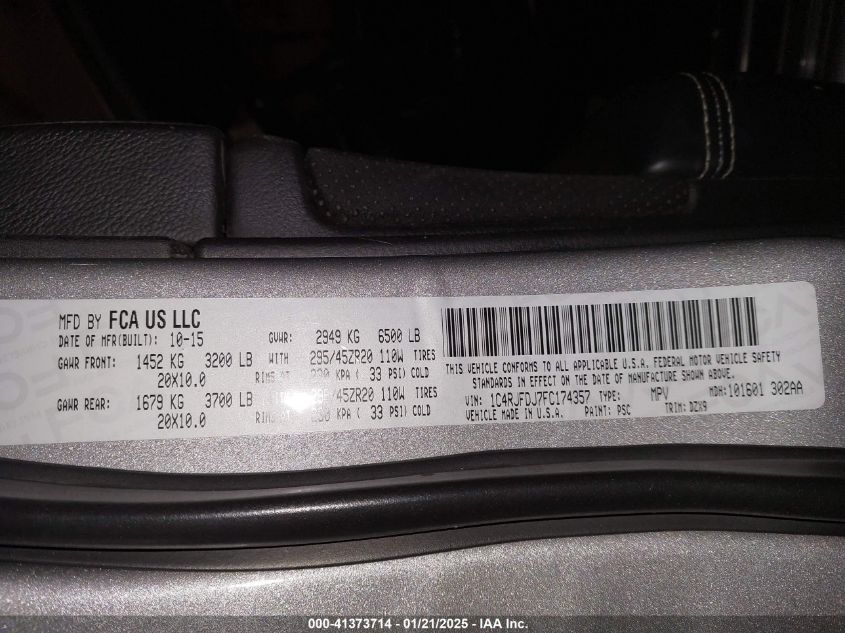 MFD BY FCA US LLC
DATE OF MFR(BUILT): 10-15 GVWR: 2949 KG 6500 LB
GAWR FRONT: 1452 KG 3200 LB WITH 295/45ZR20 110W TIRES
20X10.0 RIMS AT KPA ( 33 PSI) COLD
GAWR REAR: 1679 KG 3700 LB 295/45ZR20 110W TIRES
20X10.0 KPA ( 33 PSI) COLD
THIS VEHICLE CONFORMS TO ALL APPLICABLE U.S.A. FEDERAL MOTOR VEHICLE SAFETY
STANDARDS IN EFFECT ON THE DATE OF MANUFACTURE SHOWN ABOVE.
VIN: 1C4RJFDJ7FC174357 TYPE: MPV MDH: 101601 302AA
VEHICLE MADE IN U.S.A. PAINT: PSC TRIM: DZX9
000-41373714 - 01/21/2025 - IAA Inc.